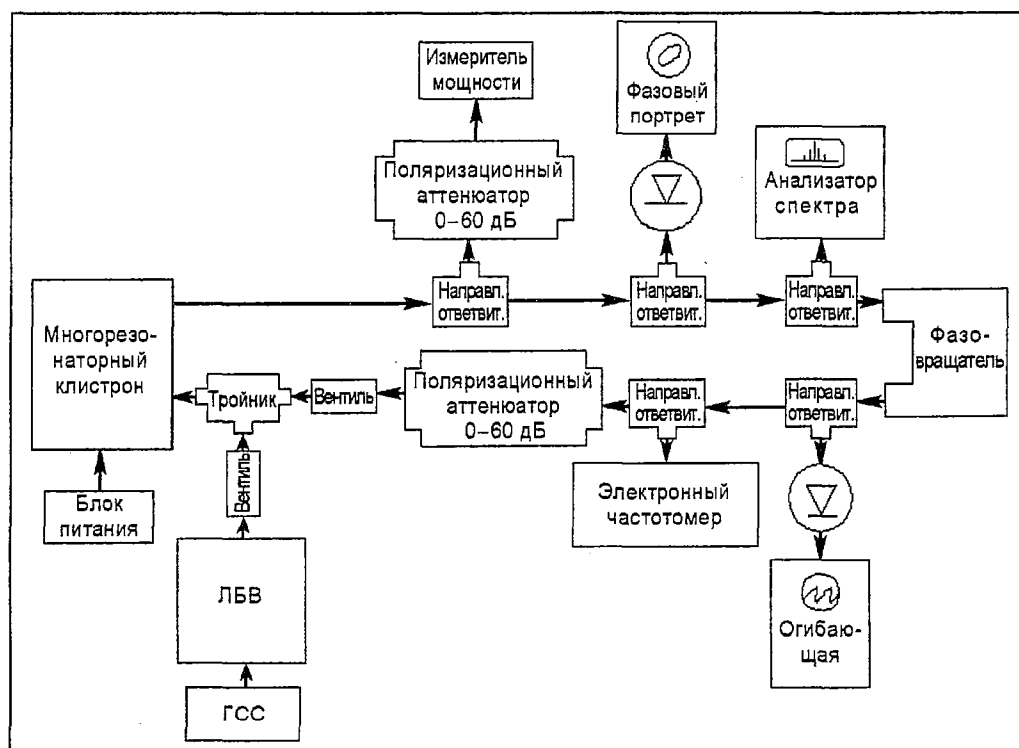 Измеритель
мощности
Фазовый
портрет
Поляризационный
аттенюатор
0–60 дБ
Анализатор
спектра
Направл.
ответвит.
Направл.
ответвит.
Направл.
ответвит.
Многорезо-
наторный
клистрон
Фазо-
вращатель
Тройник
Вентиль
Поляризационный
аттенюатор
0–60 дБ
Направл.
ответвит.
Направл.
ответвит.
Вентиль
Блок
питания
Электронный
частотомер
ЛБВ
Огибаю-
щая
ГСС